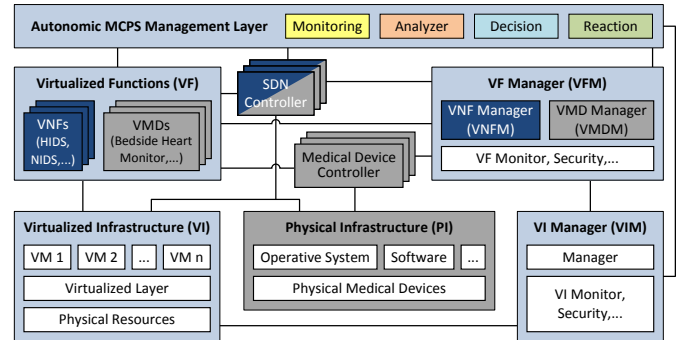 Autonomic MCPS Management Layer
Monitoring
Analyzer
Decision
Reaction
Virtualized Functions (VF)
VNFs
(HIDS,
NIDS,...)
VMDs
(Bedside Heart
Monitor,...)
SDN
Controller
Medical Device
Controller
VF Manager (VFM)
VNF Manager
(VNFM)
VMD Manager
(VMDM)
VF Monitor, Security,...
Virtualized Infrastructure (VI)
VM 1
VM 2
...
VM n
Virtualized Layer
Physical Resources
Physical Infrastructure (PI)
Operative System
Software
...
Physical Medical Devices
VI Manager (VIM)
Manager
VI Monitor,
Security,...